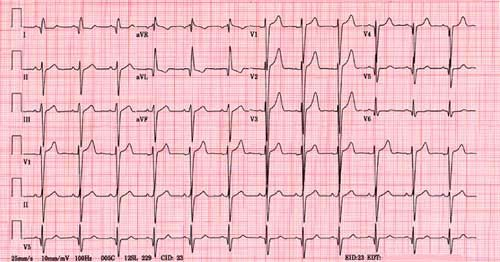 I aVR V1 V4
II aVL V2 V5
III aVF V3 V6
V1
II
V5
25mm/s 10mm/mV 100Hz 005C 12SL 229 CID: 33 EID:23 EDT: